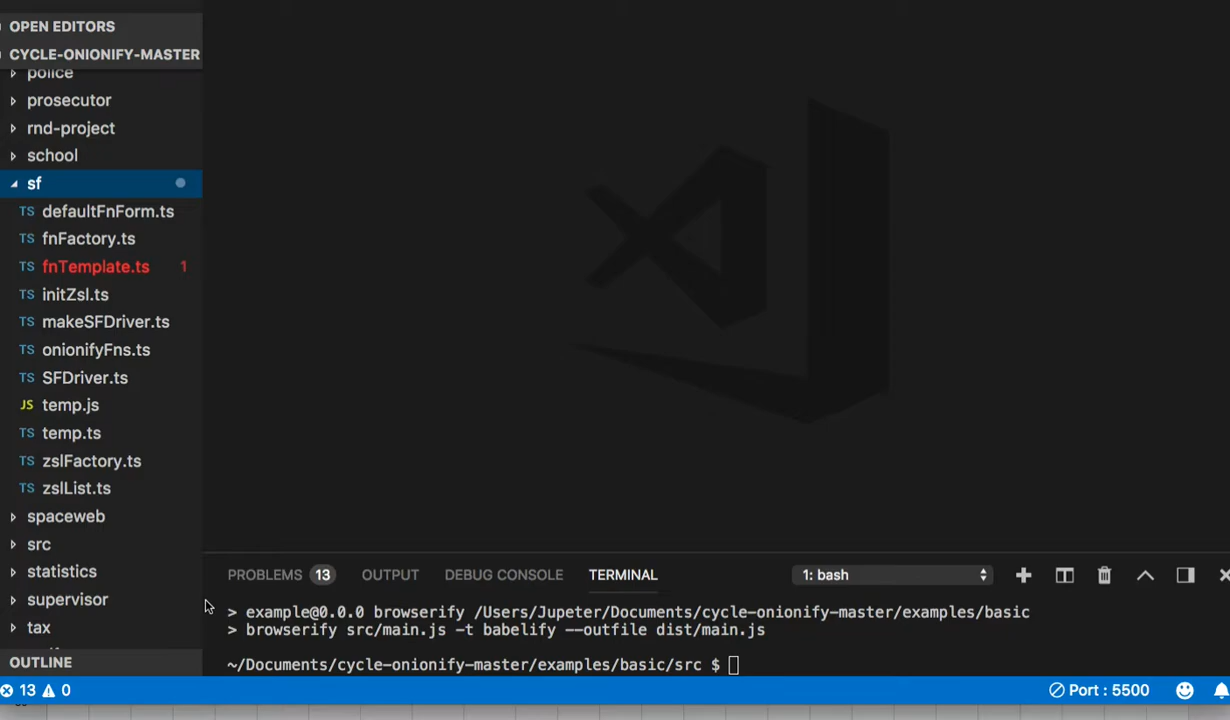 OPEN EDITORS
CYCLE-ONIONIFY-MASTER
police
prosecutor
rnd-project
school
sf
TS defaultFnForm.ts
TS fnFactory.ts
TS fnTemplate.ts 1
TS initZsl.ts
TS makeSFDriver.ts
TS onionifyFns.ts
TS SFDriver.ts
JS temp.js
TS temp.ts
TS zslFactory.ts
TS zslList.ts
spaceweb
src
statistics
supervisor
tax
OUTLINE
PROBLEMS 13 OUTPUT DEBUG CONSOLE TERMINAL 1: bash
> example@0.0.0 browserify /Users/Jupeter/Documents/cycle-onionify-master/examples/basic
> browserify src/main.js -t babelify --outfile dist/main.js
~/Documents/cycle-onionify-master/examples/basic/src $
13 0 Port : 5500